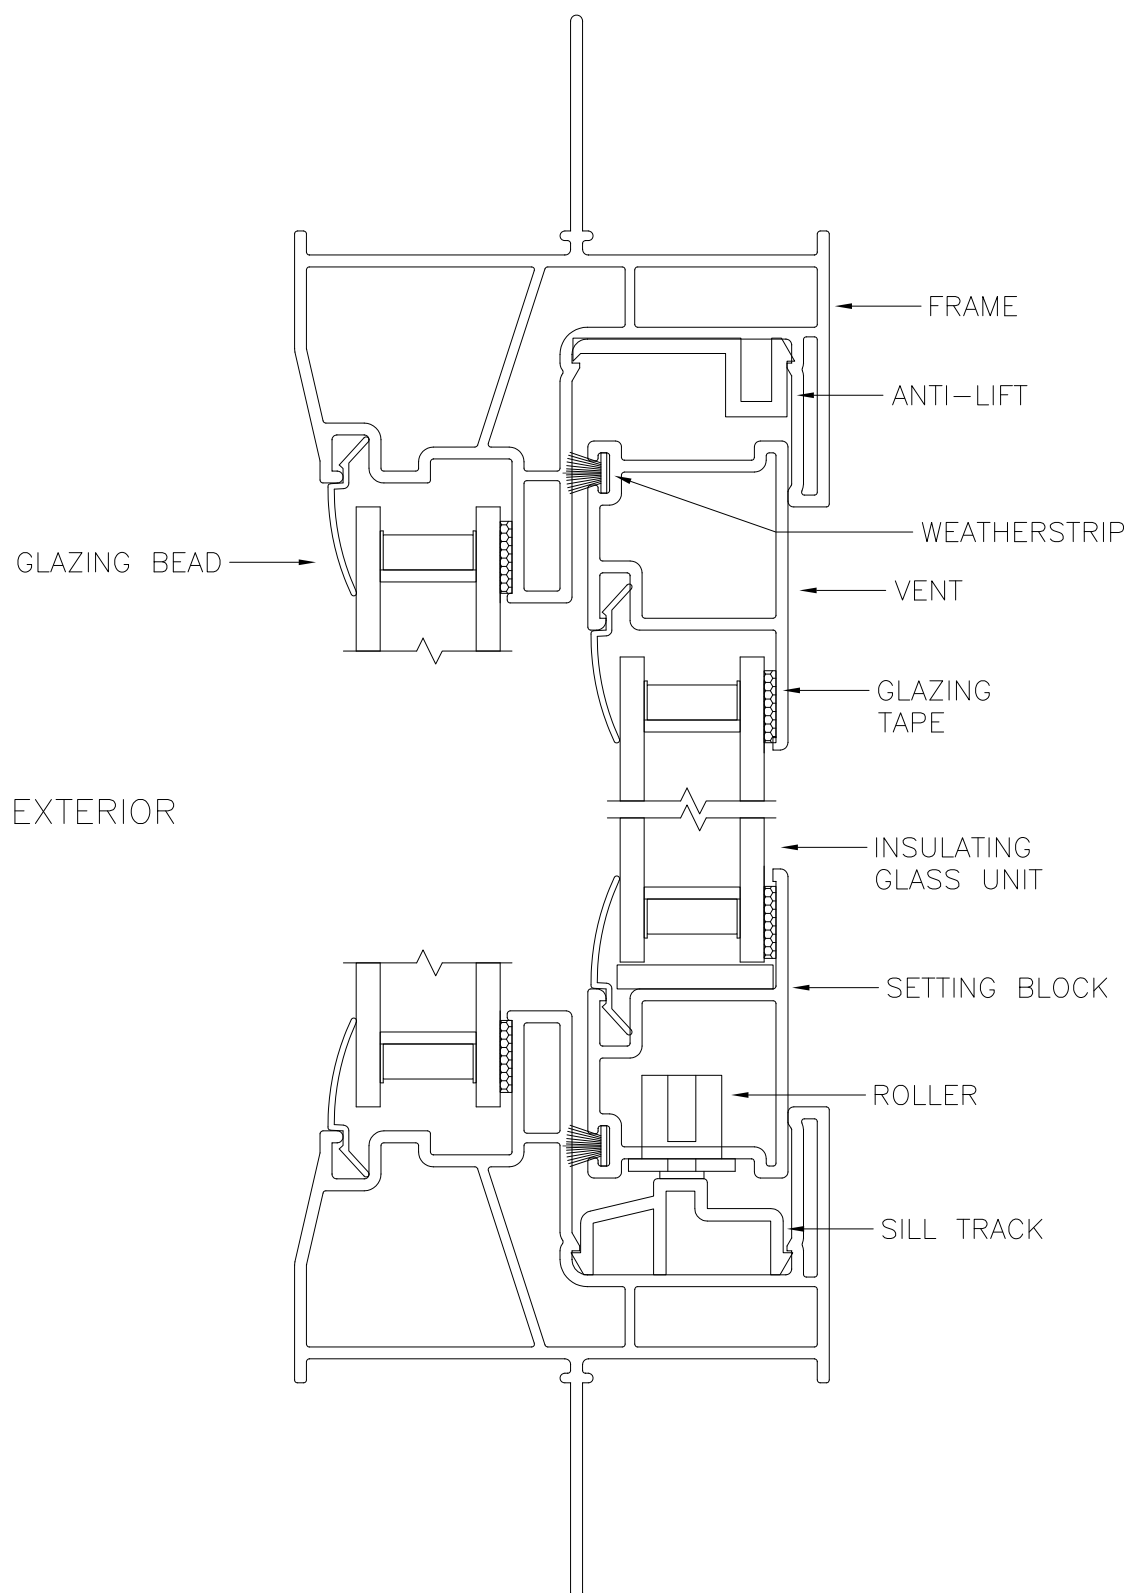 FRAME
ANTI-LIFT
WEATHERSTRIP
GLAZING BEAD
VENT
GLAZING
TAPE
EXTERIOR
INSULATING
GLASS UNIT
SETTING BLOCK
ROLLER
SILL TRACK